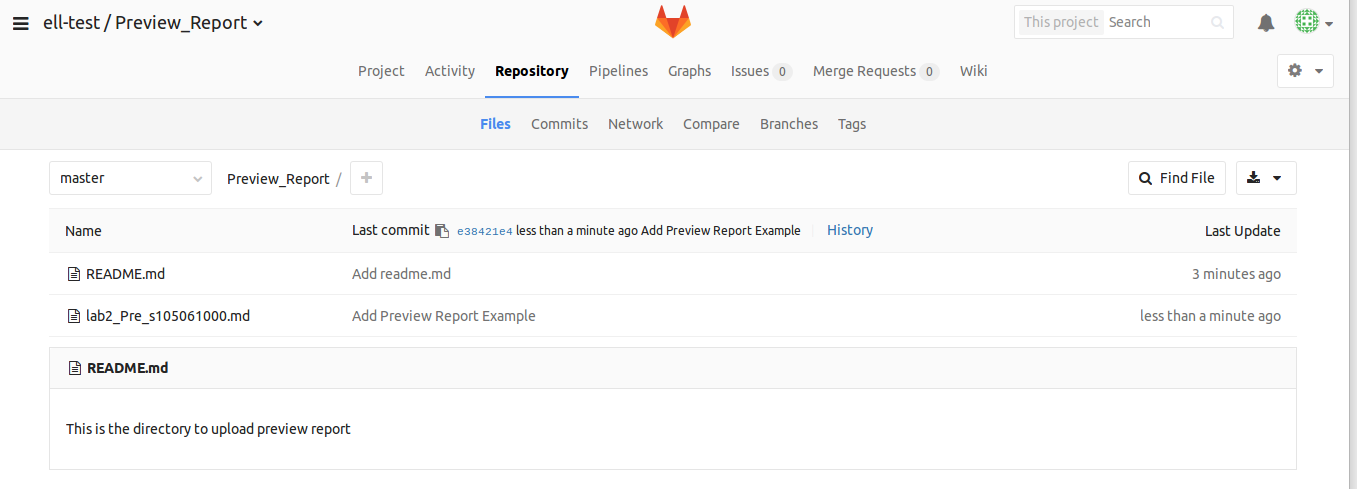 ell-test / Preview_Report This project Search
Project Activity Repository Pipelines Graphs Issues 0 Merge Requests 0 Wiki
Files Commits Network Compare Branches Tags
master Preview_Report / + Find File
Name Last commit e38421e4 less than a minute ago Add Preview Report Example History Last Update
README.md Add readme.md 3 minutes ago
lab2_Pre_s105061000.md Add Preview Report Example less than a minute ago
README.md
This is the directory to upload preview report